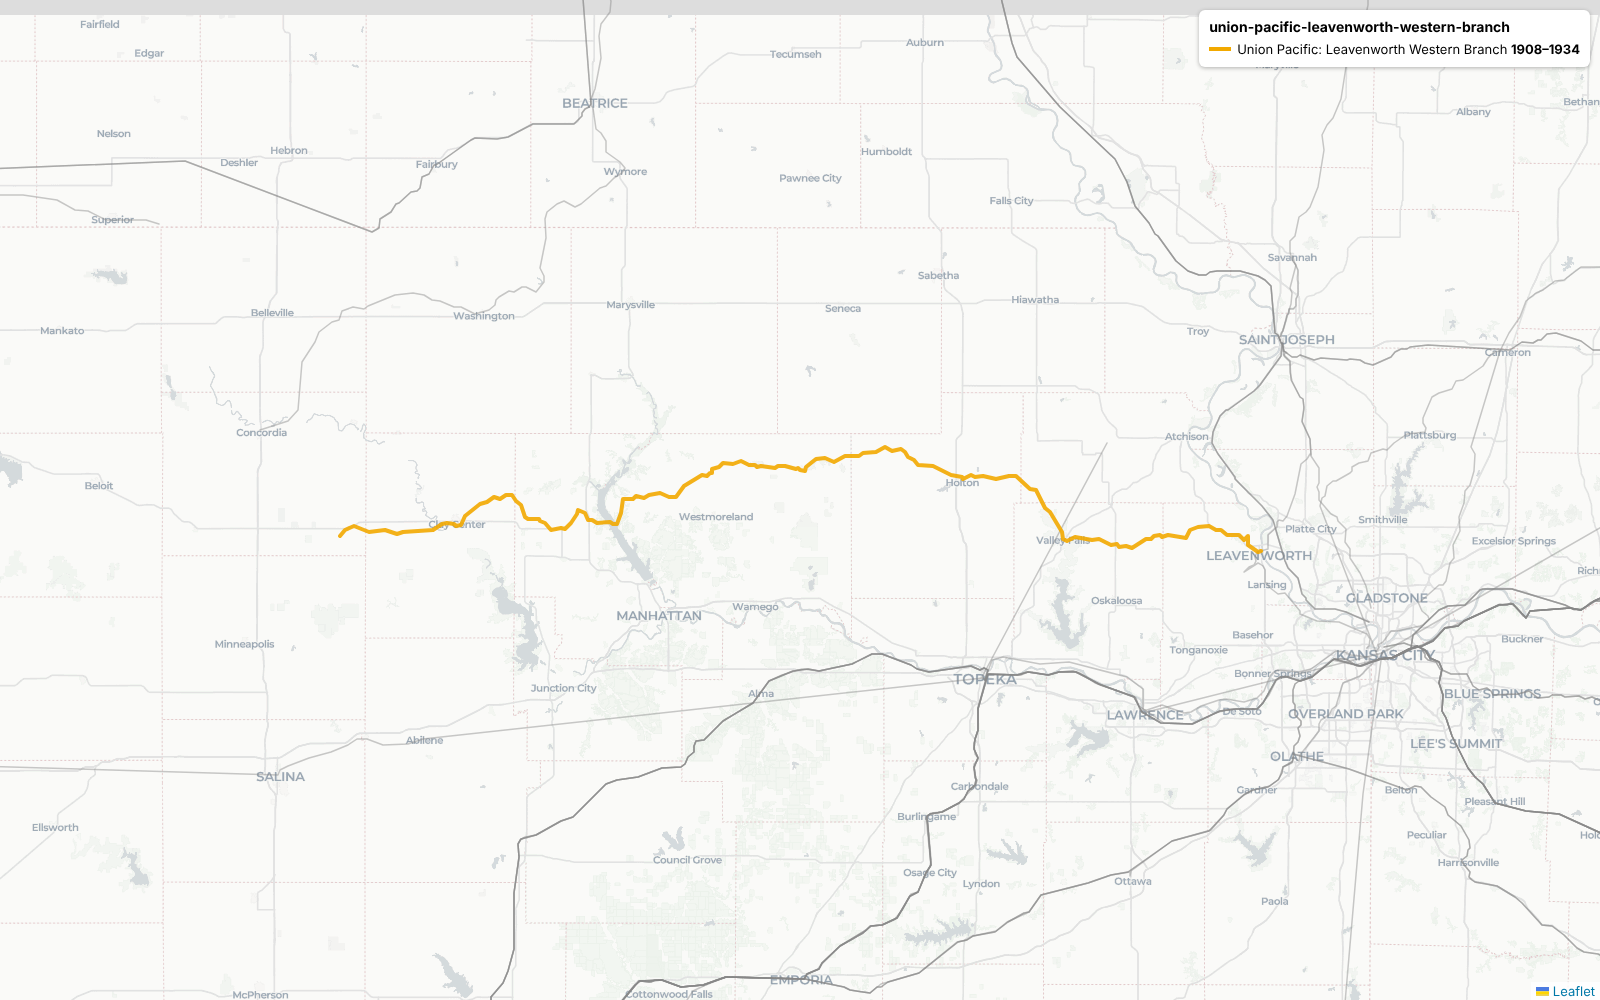 union-pacific-leavenworth-western-branch
Union Pacific: Leavenworth Western Branch 1908–1934
Fairfield
Edgar
Tecumseh
Auburn
BEATRICE
Albany
Bethan
Nelson
Hebron
Deshler
Fairbury
Wymore
Humboldt
Pawnee City
Falls City
Superior
Savannah
Sabetha
Hiawatha
Belleville
Washington
Marysville
Seneca
Mankato
Troy
SAINT JOSEPH
Cameron
Concordia
Atchison
Plattsburg
Beloit
Holton
Clay Center
Westmoreland
Valley Falls
Platte City
Smithville
Excelsior Springs
LEAVENWORTH
Lansing
Rich
GLADSTONE
Oskaloosa
MANHATTAN
Wamego
Minneapolis
Basehor
Buckner
Tonganoxie
KANSAS CITY
Bonner Springs
Junction City
Alma
TOPEKA
BLUE SPRINGS
LAWRENCE
De Soto
OVERLAND PARK
Abilene
LEE'S SUMMIT
OLATHE
SALINA
Carbondale
Gardner
Belton
Pleasant Hill
Burlingame
Ellsworth
Peculiar
Hold
Council Grove
Osage City
Harrisonville
Lyndon
Ottawa
Paola
EMPORIA
McPherson
Cottonwood Falls
Leaflet